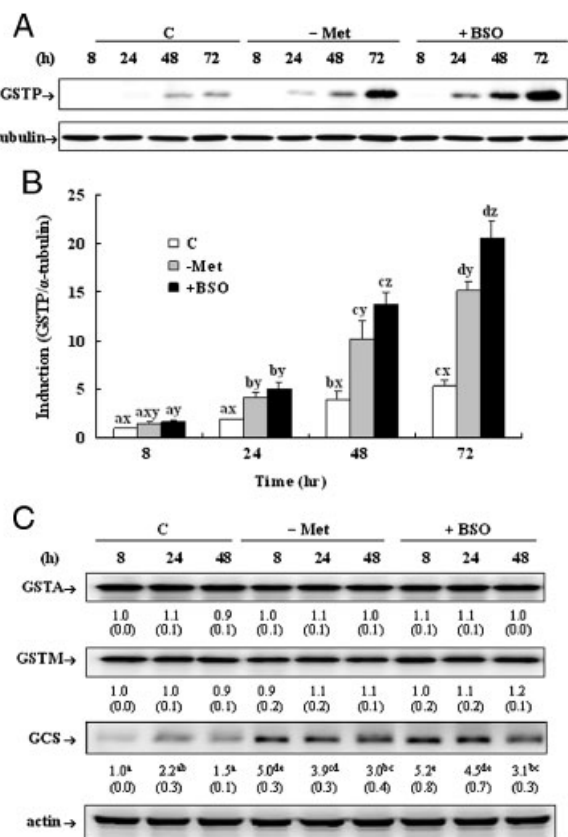 A
C − Met + BSO
(h) 8 24 48 72 8 24 48 72 8 24 48 72
GSTP→
tubulin→
B
25
20
15
10
5
0
Induction (GSTP/α-tubulin)
C
-Met
+BSO
ax axy ay
ax by by
bx cy cz
cx dy dz
8 24 48 72
Time (hr)
C
C − Met + BSO
(h) 8 24 48 8 24 48 8 24 48
GSTA→
1.0 1.1 0.9 1.0 1.1 1.0 1.1 1.1 1.0
(0.0) (0.1) (0.1) (0.1) (0.1) (0.1) (0.1) (0.1) (0.0)
GSTM→
1.0 1.0 0.9 0.9 1.1 1.1 1.0 1.1 1.2
(0.0) (0.0) (0.1) (0.2) (0.2) (0.1) (0.2) (0.2) (0.1)
GCS→
1.0ᵃ 2.2ᵃᵇ 1.5ᵃ 5.0ᵈᵉ 3.9ᶜᵈ 3.0ᵇᶜ 5.2ᵉ 4.5ᵈᵉ 3.1ᵇᶜ
(0.0) (0.3) (0.1) (0.3) (0.3) (0.4) (0.8) (0.7) (0.3)
actin→